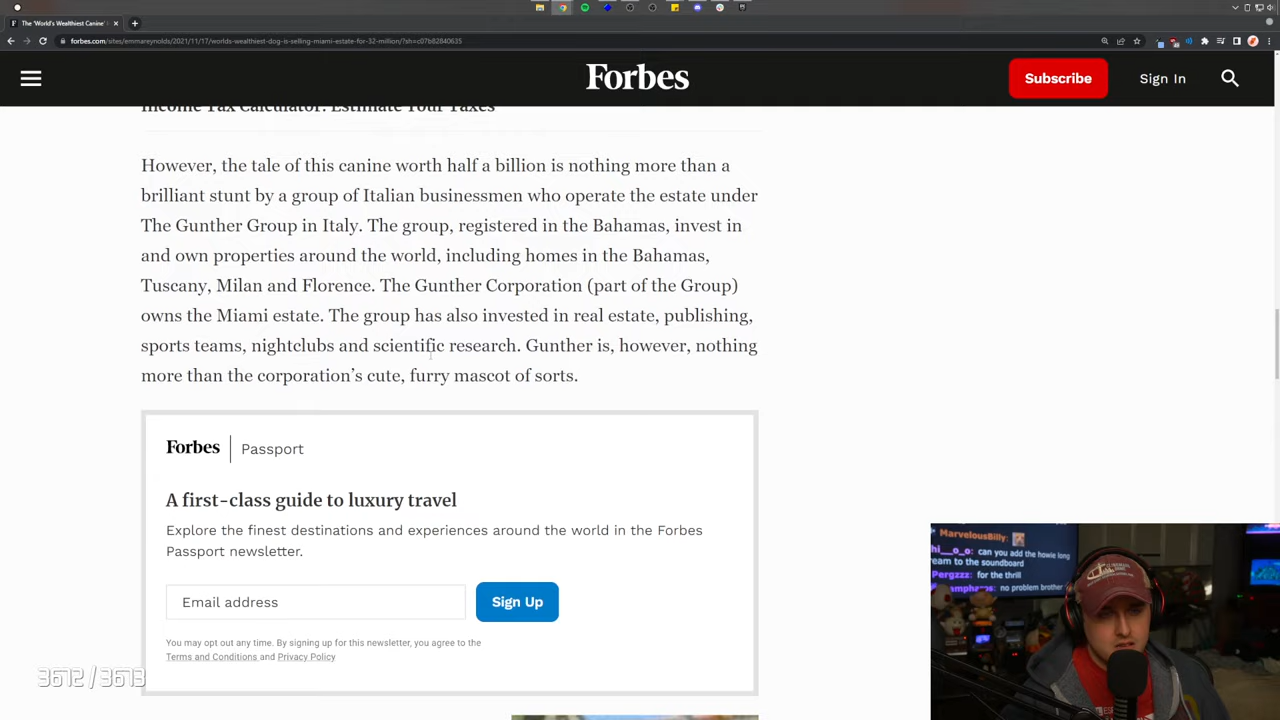 The 'World's Wealthiest Canine'
forbes.com/sites/emmareynolds/2021/11/17/worlds-wealthiest-dog-is-selling-miami-estate-for-32-million/?sh=c07b82840635
Forbes
Subscribe
Sign In
Income Tax Calculator: Estimate Your Taxes
However, the tale of this canine worth half a billion is nothing more than a
brilliant stunt by a group of Italian businessmen who operate the estate under
The Gunther Group in Italy. The group, registered in the Bahamas, invest in
and own properties around the world, including homes in the Bahamas,
Tuscany, Milan and Florence. The Gunther Corporation (part of the Group)
owns the Miami estate. The group has also invested in real estate, publishing,
sports teams, nightclubs and scientific research. Gunther is, however, nothing
more than the corporation's cute, furry mascot of sorts.
Forbes | Passport
A first-class guide to luxury travel
Explore the finest destinations and experiences around the world in the Forbes
Passport newsletter.
Email address
Sign Up
You may opt out any time. By signing up for this newsletter, you agree to the
Terms and Conditions and Privacy Policy
3612/3613
MarvelousBilly:
hi__o_o: can you add the howie long
ream to the soundboard
Pergzzz: for the thrill
ampharos: no problem brother